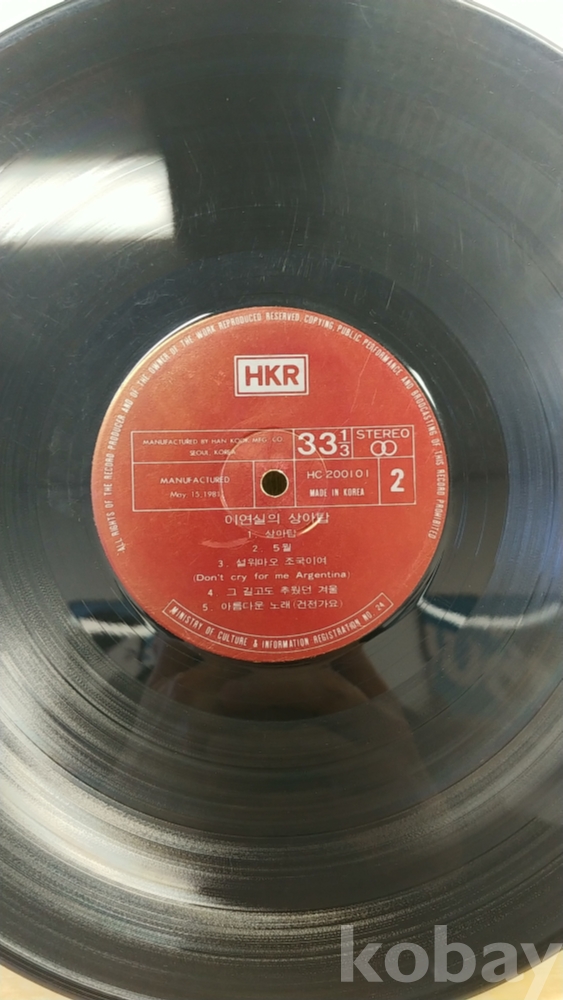 ALL RIGHTS OF THE RECORD PRODUCER AND OF THE OWNER OF THE WORK REPRODUCED RESERVED COPYING, PUBLIC PERFORMANCE AND BROADCASTING OF THIS RECORD PROHIBITED
HKR
MANUFACTURED BY HAN KOOK MFG. CO.
SEOUL, KOREA
33 1/3
STEREO
MANUFACTURED
May. 15, 1981
HC 200101
MADE IN KOREA
2
이연실의 상아탑
1. 상아탑
2. 5월
3. 설워마오 조국이여
(Don't cry for me Argentina)
4 그 길고도 추웠던 겨울
5. 아름다운 노래 (건전가요)
MINISTRY OF CULTURE & INFORMATION REGISTRATION NO. 24
kobay